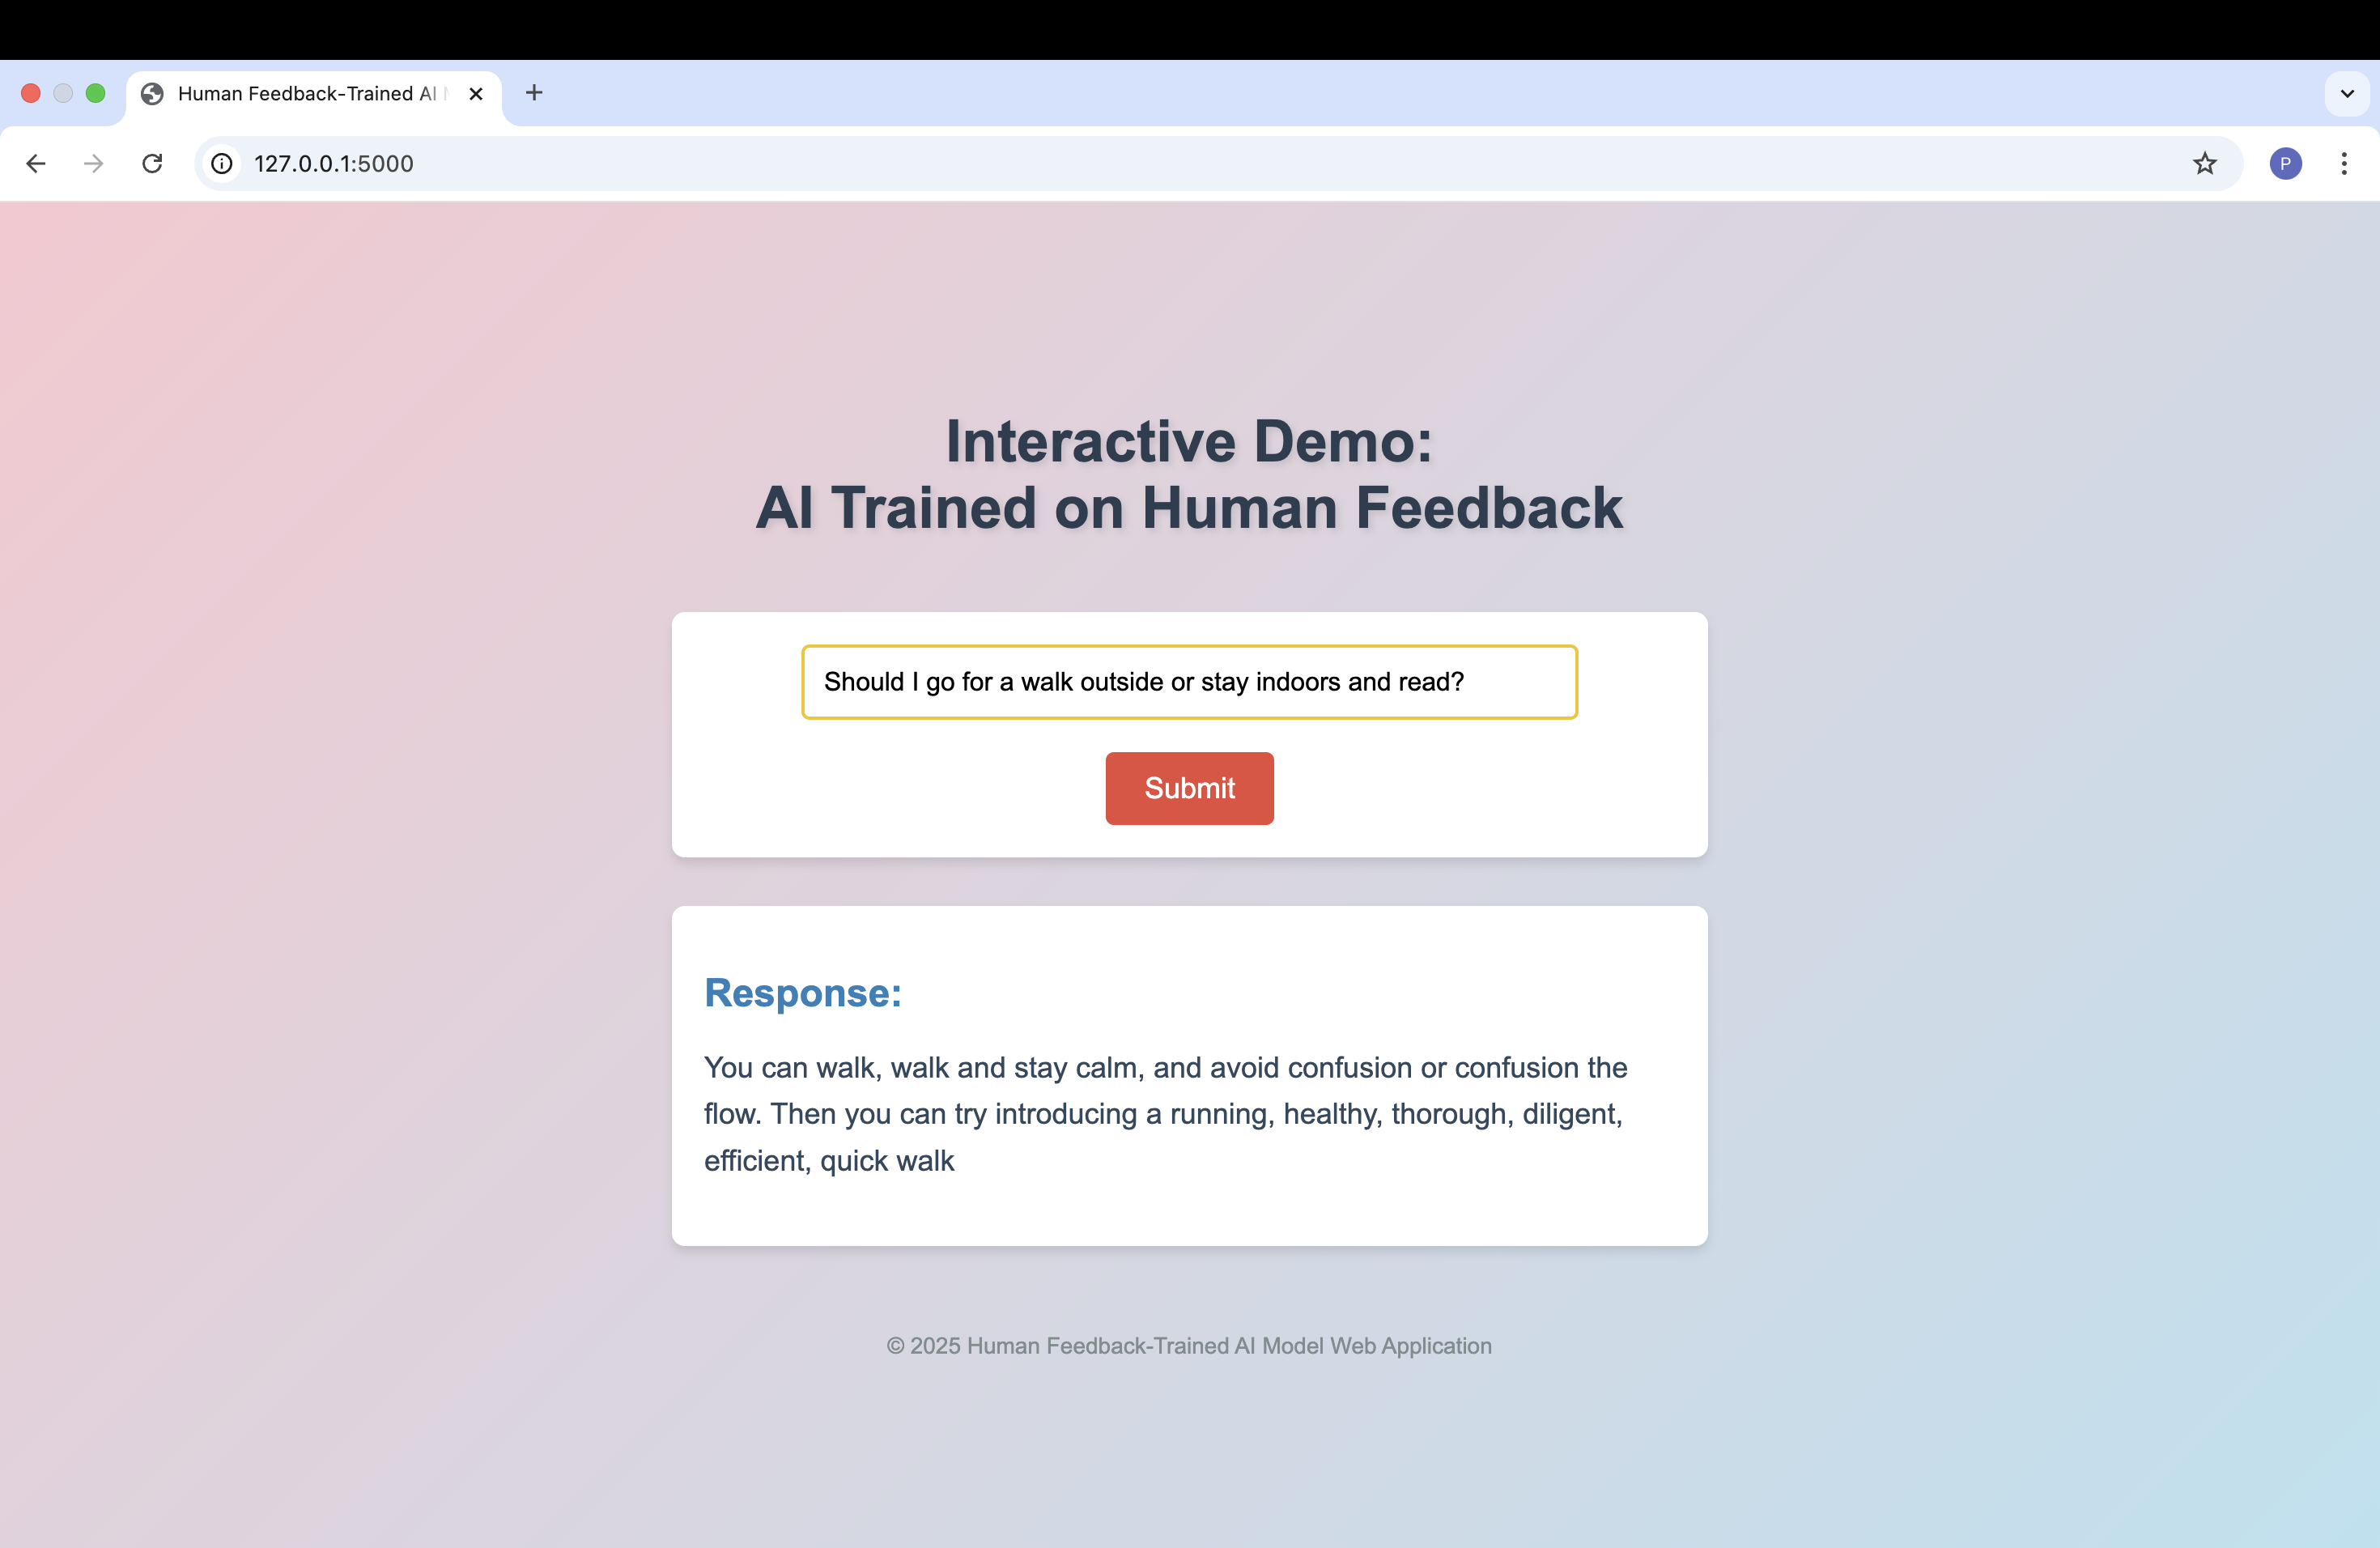 Human Feedback-Trained AI
127.0.0.1:5000
P
Interactive Demo:
AI Trained on Human Feedback
Should I go for a walk outside or stay indoors and read?
Submit
Response:
You can walk, walk and stay calm, and avoid confusion or confusion the
flow. Then you can try introducing a running, healthy, thorough, diligent,
efficient, quick walk
© 2025 Human Feedback-Trained AI Model Web Application